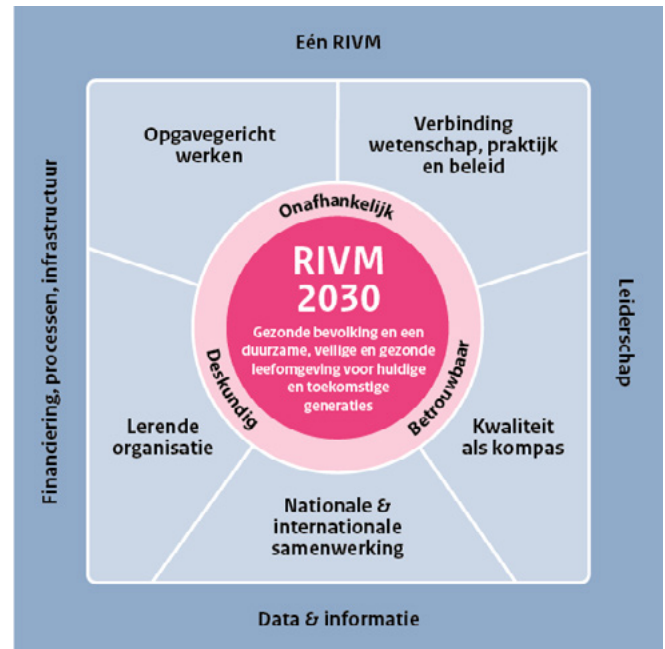 Eén RIVM
Opgavegericht
werken
Verbinding
wetenschap, praktijk
en beleid
Financiering, processen, infrastructuur
Onafhankelijk
RIVM
2030
Gezonde bevolking en een
duurzame, veilige en gezonde
leefomgeving voor huidige
en toekomstige
generaties
Deskundig
Betrouwbaar
Leiderschap
Lerende
organisatie
Kwaliteit
als kompas
Nationale &
internationale
samenwerking
Data & informatie